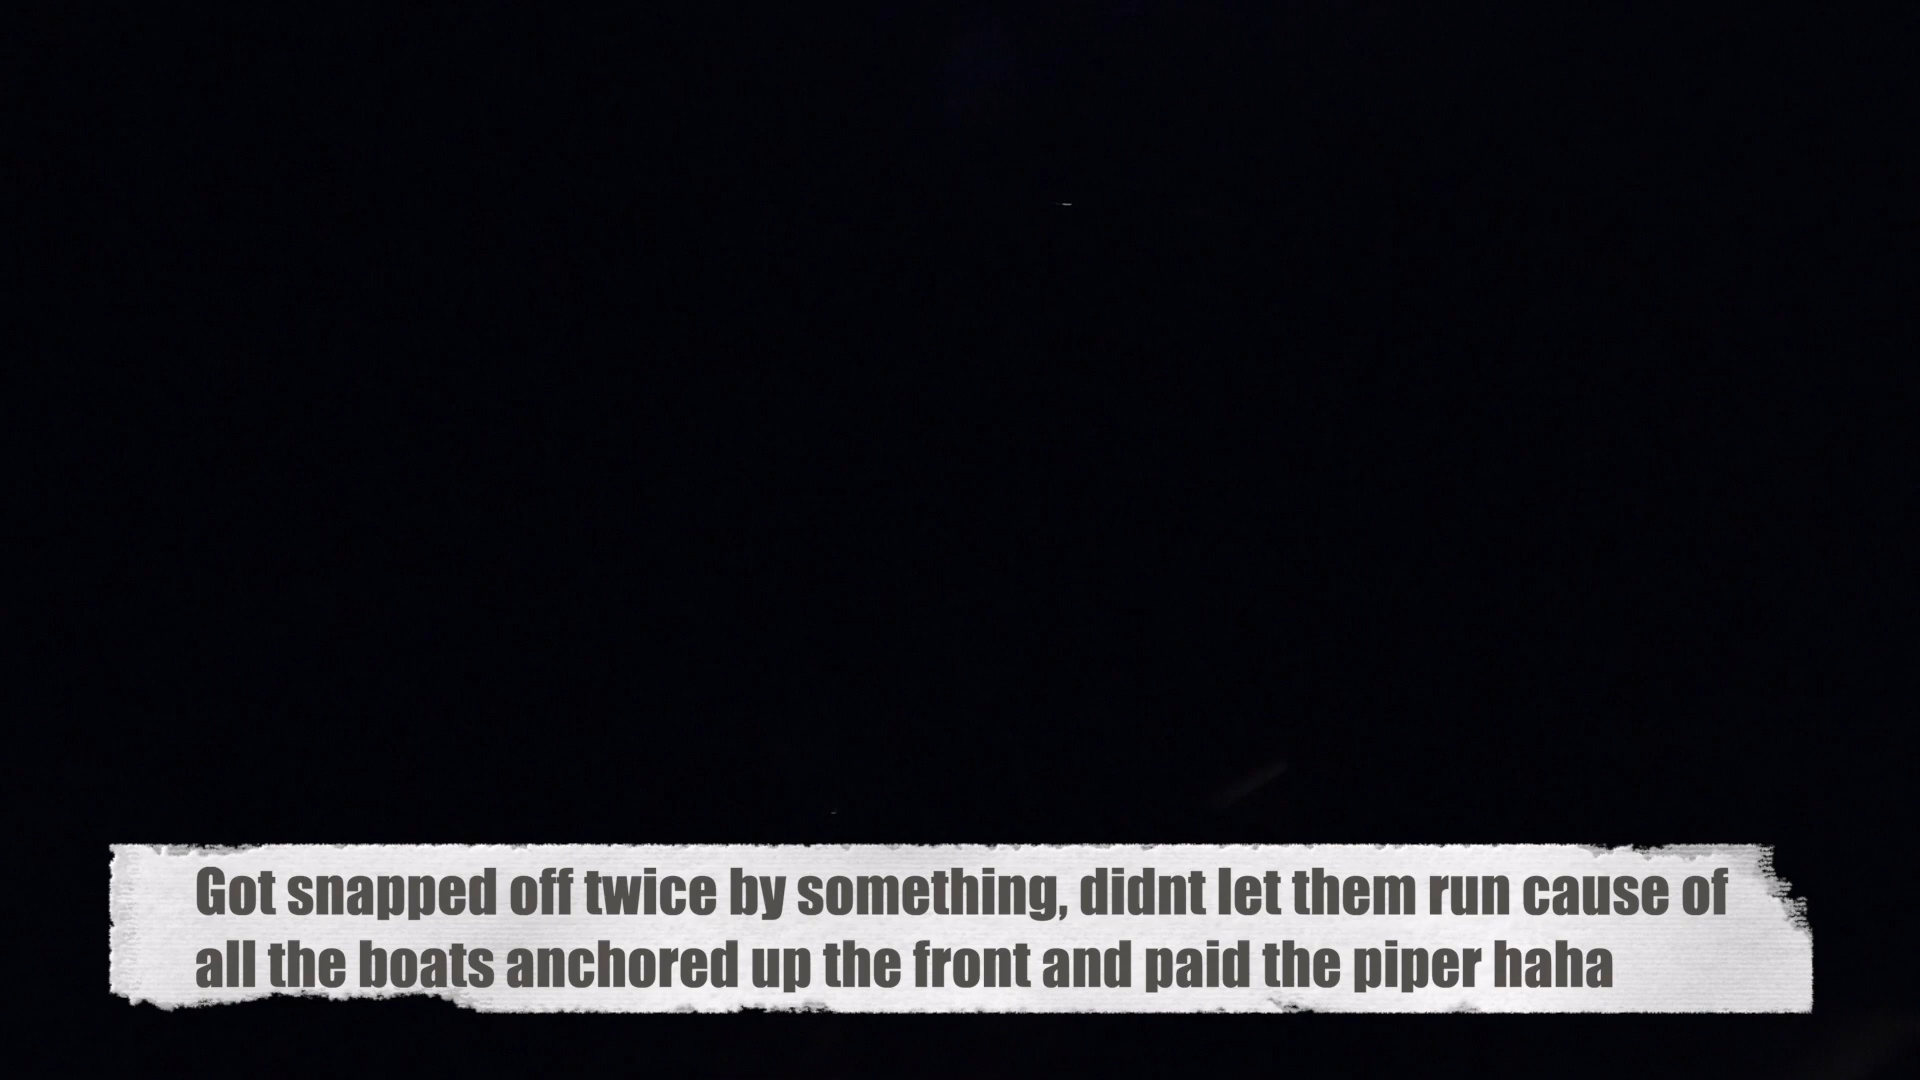 Got snapped off twice by something, didnt let them run cause of
all the boats anchored up the front and paid the piper haha